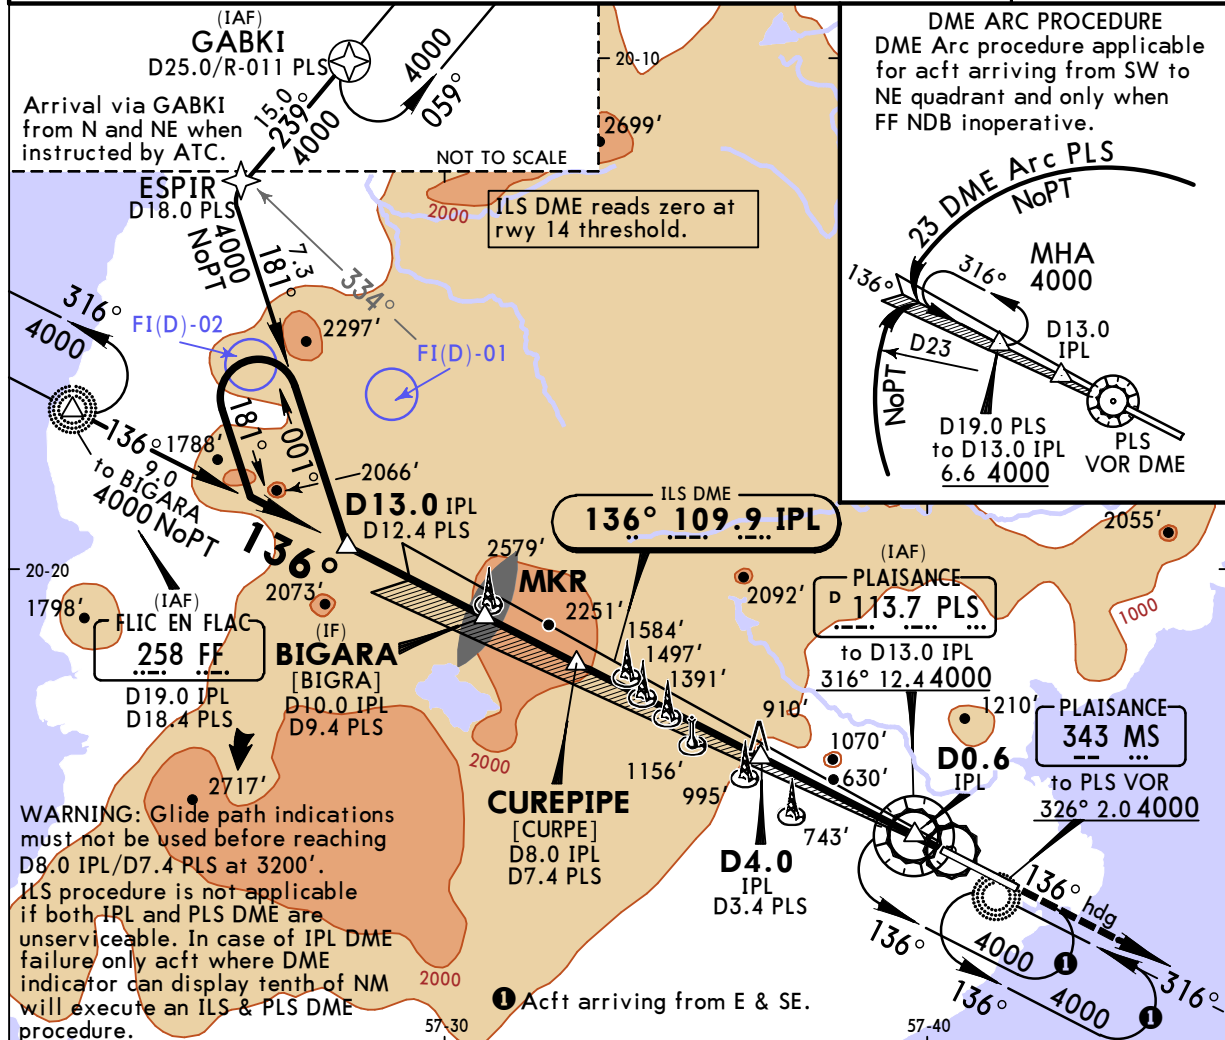 (IAF)
GABKI
D25.0/R-011 PLS
4000
059°
15.0
239°
4000
Arrival via GABKI
from N and NE when
instructed by ATC.
NOT TO SCALE
20-10
2699'
DME ARC PROCEDURE
DME Arc procedure applicable
for acft arriving from SW to
NE quadrant and only when
FF NDB inoperative.
23 DME Arc PLS
NoPT
MHA
4000
136°
316°
D13.0
IPL
D23
NoPT
D19.0 PLS
to D13.0 IPL
6.6 4000
PLS
VOR DME
ESPIR
D18.0 PLS
4000
NoPT
7.3
181°
334°
2000
ILS DME reads zero at
rwy 14 threshold.
316°
4000
FI(D)-02
2297'
FI(D)-01
136°
9.0
to BIGARA
4000 NoPT
1788'
181°
001°
2066'
D13.0 IPL
D12.4 PLS
136°
ILS DME
136° 109.9 IPL
2055'
20-20
1798'
2073'
2579'
MKR
2251'
2092'
1000
(IAF)
FLIC EN FLAC
258 FF
D19.0 IPL
D18.4 PLS
(IF)
BIGARA
[BIGRA]
D10.0 IPL
D9.4 PLS
(IAF)
PLAISANCE
D 113.7 PLS
to D13.0 IPL
316° 12.4 4000
1584'
1497'
1391'
910'
1156'
995'
743'
1070'
630'
1210'
PLAISANCE
343 MS
to PLS VOR
326° 2.0 4000
D0.6
IPL
2000
2717'
CUREPIPE
[CURPE]
D8.0 IPL
D7.4 PLS
D4.0
IPL
D3.4 PLS
WARNING: Glide path indications
must not be used before reaching
D8.0 IPL/D7.4 PLS at 3200'.
ILS procedure is not applicable
if both IPL and PLS DME are
unserviceable. In case of IPL DME
failure only acft where DME
indicator can display tenth of NM
will execute an ILS & PLS DME
procedure.
2000
136° hdg
136°
4000
1
136°
4000
1
316°
1 Acft arriving from E & SE.
57-30
57-40